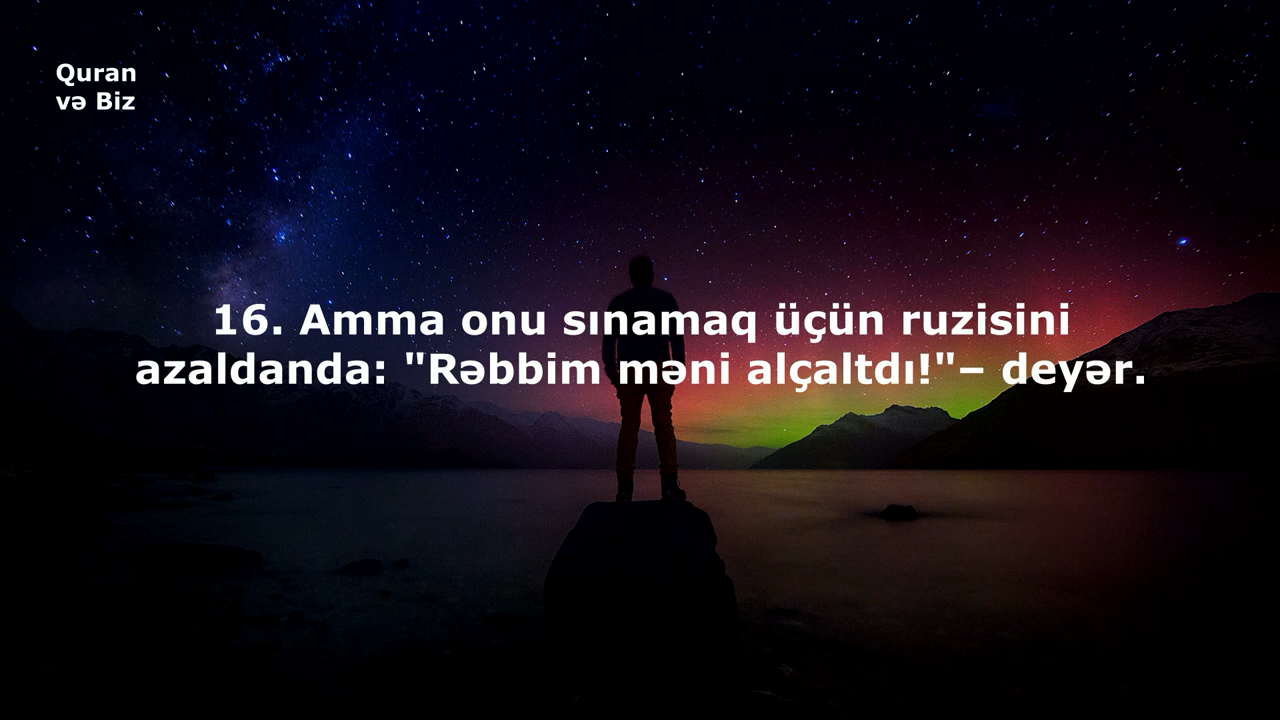 Quran
və Biz
16. Amma onu sınamaq üçün ruzisini
azaldanda: "Rəbbim məni alçaltdı!"– deyər.